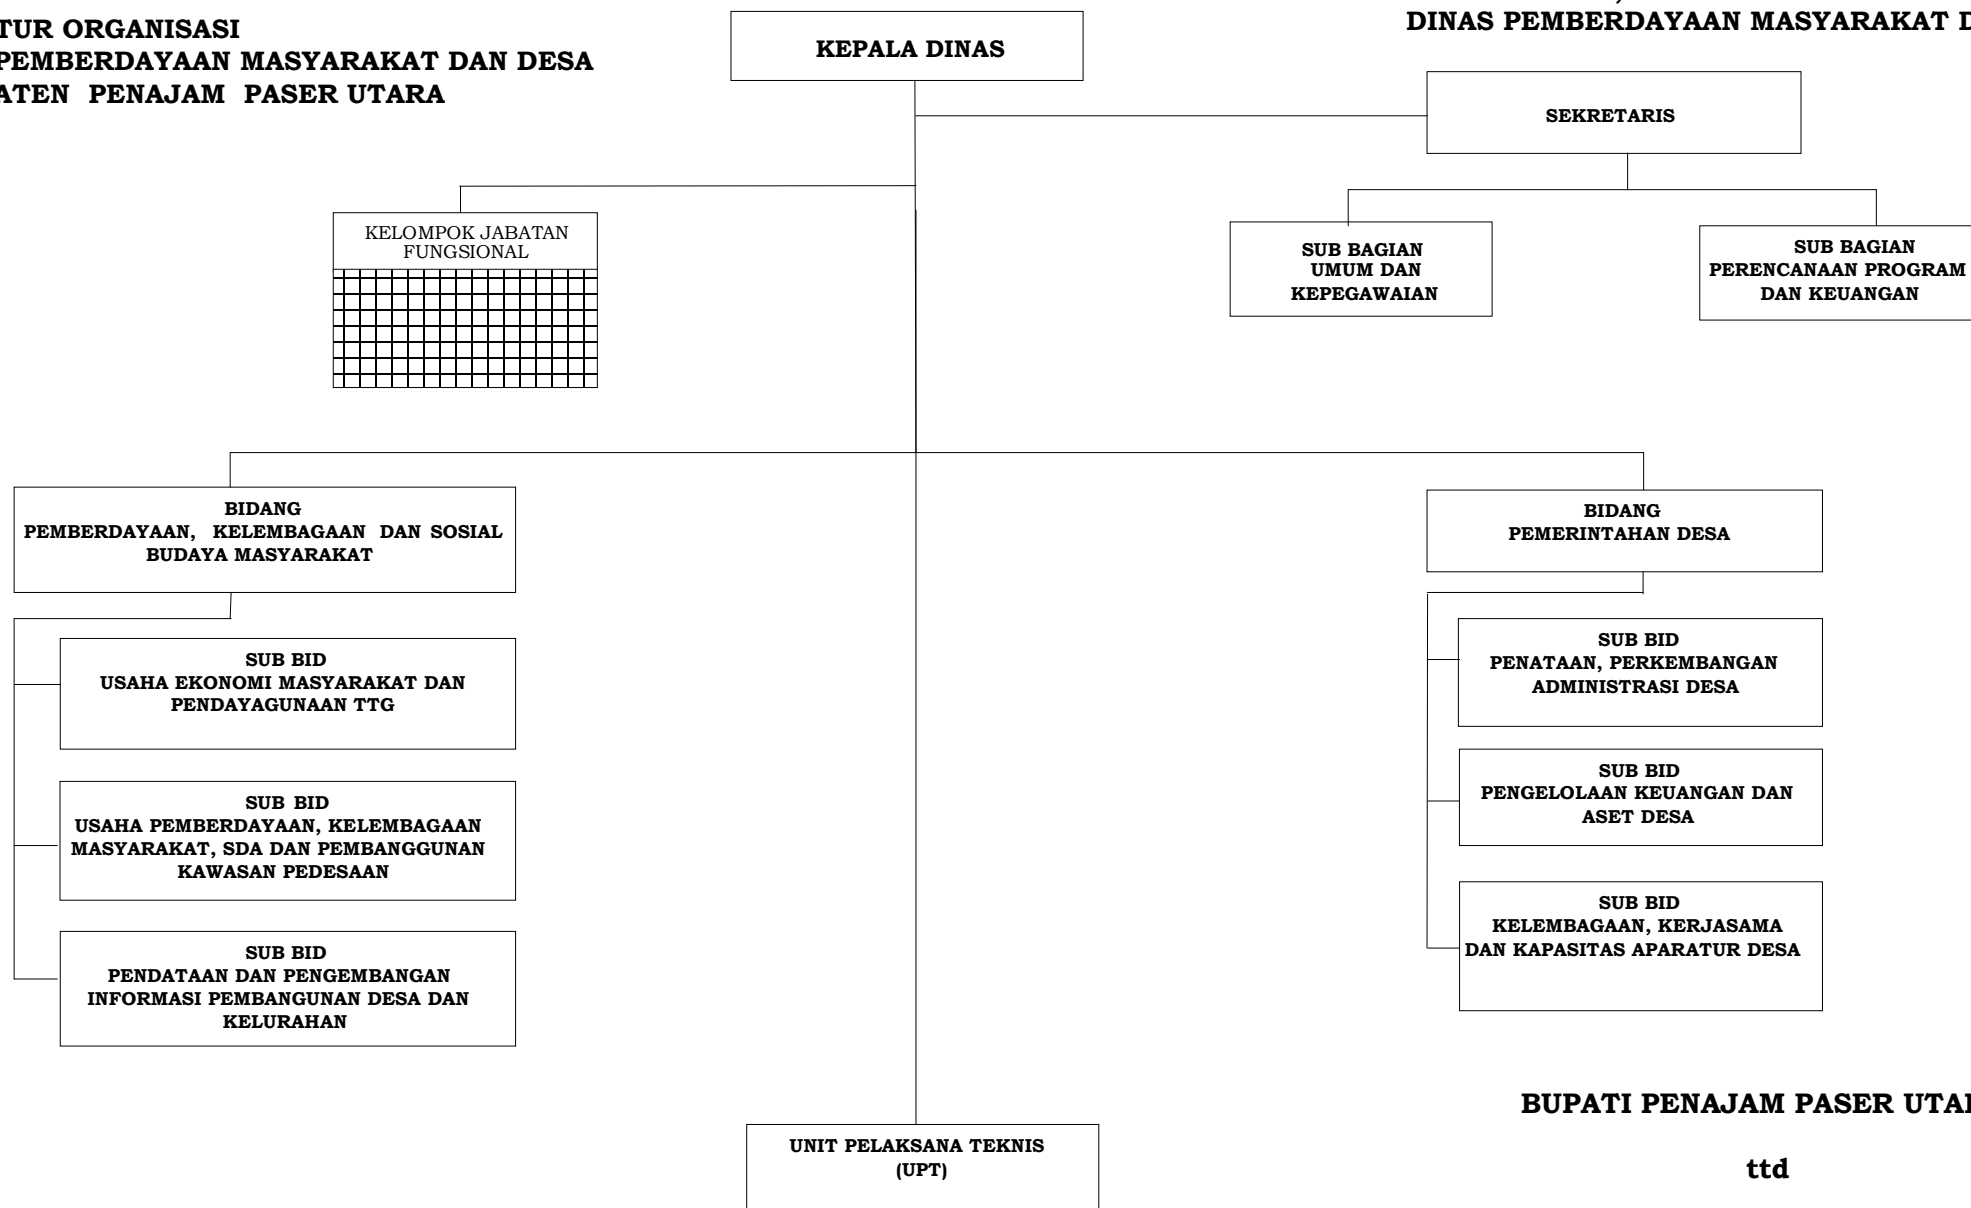 TUR ORGANISASI
PEMBERDAYAAN MASYARAKAT DAN DESA
ATEN PENAJAM PASER UTARA
KEPALA DINAS
DINAS PEMBERDAYAAN MASYARAKAT D
SEKRETARIS
KELOMPOK JABATAN
FUNGSIONAL
SUB BAGIAN
UMUM DAN
KEPEGAWAIAN
SUB BAGIAN
PERENCANAAN PROGRAM
DAN KEUANGAN
BIDANG
PEMBERDAYAAN, KELEMBAGAAN DAN SOSIAL
BUDAYA MASYARAKAT
SUB BID
USAHA EKONOMI MASYARAKAT DAN
PENDAYAGUNAAN TTG
SUB BID
USAHA PEMBERDAYAAN, KELEMBAGAAN
MASYARAKAT, SDA DAN PEMBANGGUNAN
KAWASAN PEDESAAN
SUB BID
PENDATAAN DAN PENGEMBANGAN
INFORMASI PEMBANGUNAN DESA DAN
KELURAHAN
BIDANG
PEMERINTAHAN DESA
SUB BID
PENATAAN, PERKEMBANGAN
ADMINISTRASI DESA
SUB BID
PENGELOLAAN KEUANGAN DAN
ASET DESA
SUB BID
KELEMBAGAAN, KERJASAMA
DAN KAPASITAS APARATUR DESA
UNIT PELAKSANA TEKNIS
(UPT)
BUPATI PENAJAM PASER UTA
ttd